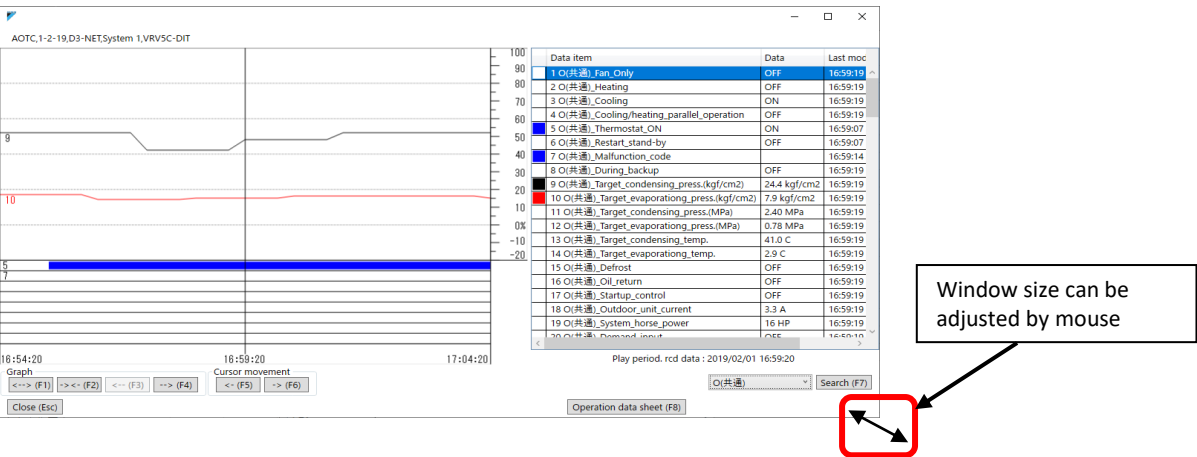 AOTC,1-2-19,D3-NET,System 1,VRV5C-DIT
100
90
80
70
60
50
40
30
20
10
0%
-10
-20
9
10
5
7
16:54:20 16:59:20 17:04:20
Data item Data Last mod
1 O(共通)_Fan_Only OFF 16:59:19
2 O(共通)_Heating OFF 16:59:19
3 O(共通)_Cooling ON 16:59:19
4 O(共通)_Cooling/heating_parallel_operation OFF 16:59:19
5 O(共通)_Thermostat_ON ON 16:59:07
6 O(共通)_Restart_stand-by OFF 16:59:07
7 O(共通)_Malfunction_code 16:59:14
8 O(共通)_During_backup OFF 16:59:19
9 O(共通)_Target_condensing_press.(kgf/cm2) 24.4 kgf/cm2 16:59:19
10 O(共通)_Target_evaporationg_press.(kgf/cm2) 7.9 kgf/cm2 16:59:19
11 O(共通)_Target_condensing_press.(MPa) 2.40 MPa 16:59:19
12 O(共通)_Target_evaporationg_press.(MPa) 0.78 MPa 16:59:19
13 O(共通)_Target_condensing_temp. 41.0 C 16:59:19
14 O(共通)_Target_evaporationg_temp. 2.9 C 16:59:19
15 O(共通)_Defrost OFF 16:59:19
16 O(共通)_Oil_return OFF 16:59:19
17 O(共通)_Startup_control OFF 16:59:19
18 O(共通)_Outdoor_unit_current 3.3 A 16:59:19
19 O(共通)_System_horse_power 16 HP 16:59:19
20 O(共通)_Demand_input OFF 16:59:19
Play period. rcd data : 2019/02/01 16:59:20
Graph Cursor movement
<--> (F1) -><- (F2) <-- (F3) --> (F4) <- (F5) -> (F6) O(共通) Search (F7)
Close (Esc) Operation data sheet (F8)
Window size can be
adjusted by mouse